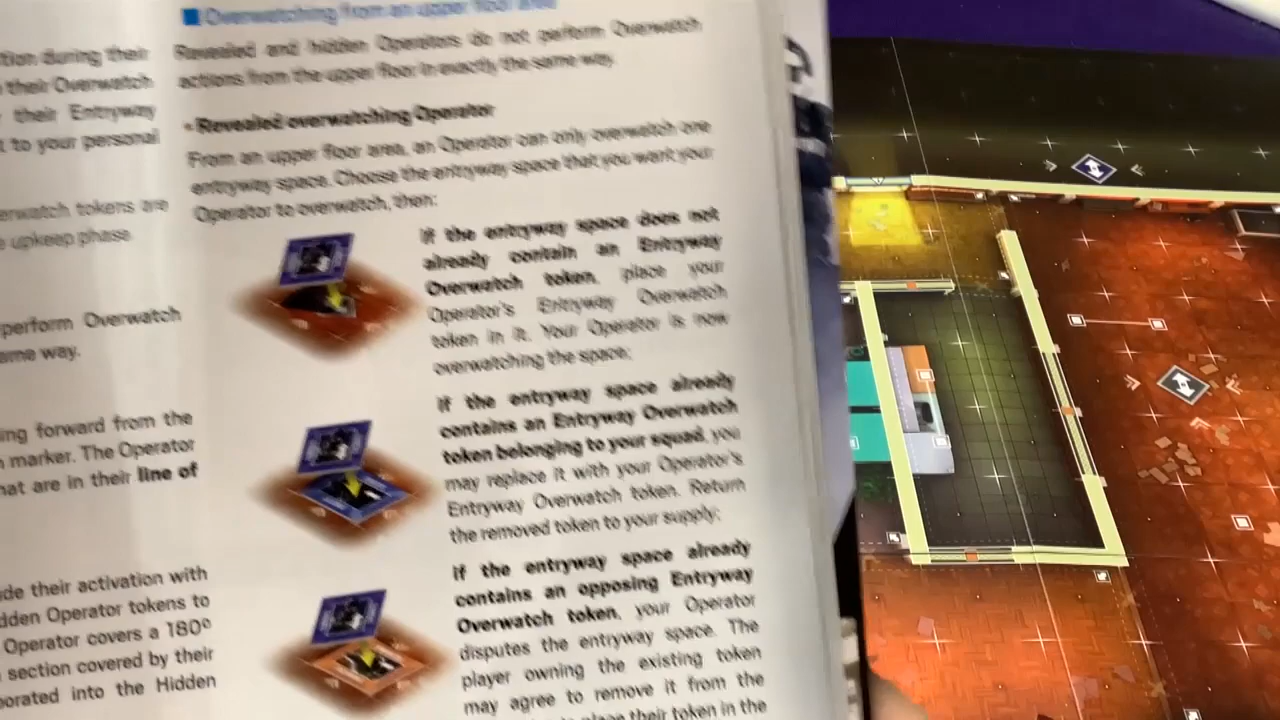 tion during their
their Overwatch
their Entryway
to your personal
erwatch tokens are
upkeep phase
perform Overwatch
ame way.
ing forward from the
marker. The Operator
hat are in their line of
de their activation with
dden Operator tokens to
Operator covers a 180º
section covered by their
porated into the Hidden
Overwatching from an upper floor area
Revealed and hidden Operators do not perform Overwatch
actions from the upper floor in exactly the same way.
• Revealed overwatching Operator
From an upper floor area, an Operator can only overwatch one
entryway space. Choose the entryway space that you want your
Operator to overwatch, then:
If the entryway space does not
already contain an Entryway
Overwatch token, place your
Operator's Entryway Overwatch
token in it. Your Operator is now
overwatching the space;
If the entryway space already
contains an Entryway Overwatch
token belonging to your squad, you
may replace it with your Operator's
Entryway Overwatch token. Return
the removed token to your supply;
If the entryway space already
contains an opposing Entryway
Overwatch token, your Operator
disputes the entryway space. The
player owning the existing token
may agree to remove it from the
place their token in the